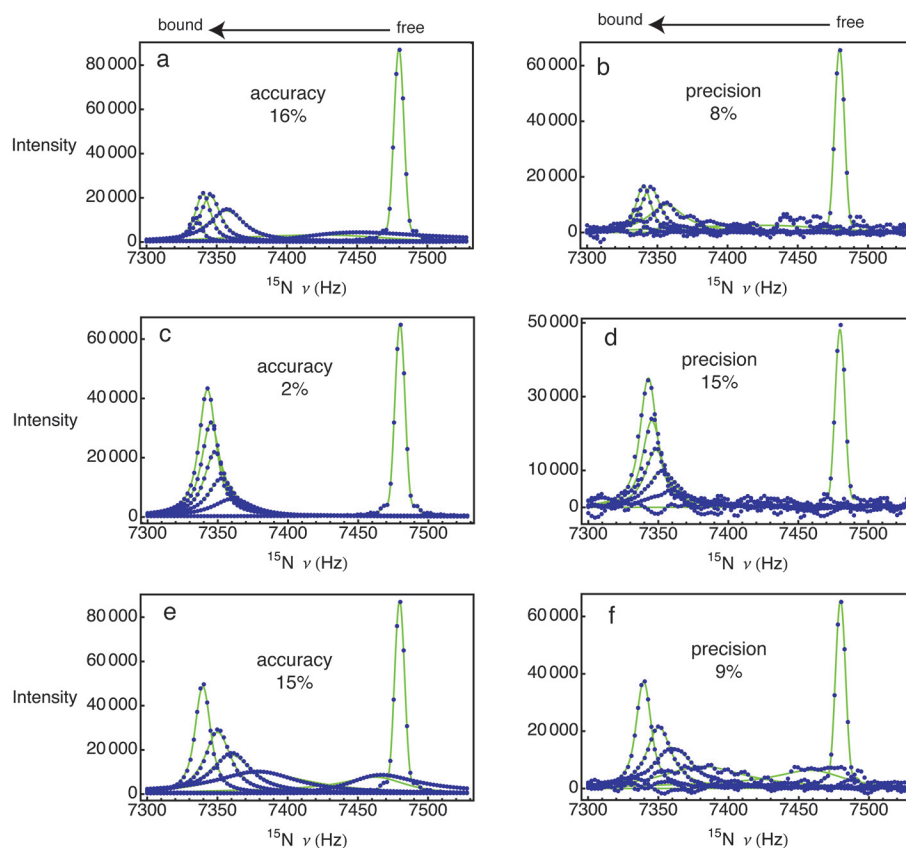 bound free bound free
a
accuracy
16%
Intensity
80 000
60 000
40 000
20 000
0
7300 7350 7400 7450 7500
15N ν (Hz)
b
precision
8%
60 000
40 000
20 000
0
7300 7350 7400 7450 7500
15N ν (Hz)
c
accuracy
2%
Intensity
60 000
40 000
20 000
0
7300 7350 7400 7450 7500
15N ν (Hz)
d
precision
15%
50 000
30 000
10 000
0
7300 7350 7400 7450 7500
15N ν (Hz)
e
accuracy
15%
Intensity
80 000
60 000
40 000
20 000
0
7300 7350 7400 7450 7500
15N ν (Hz)
f
precision
9%
60 000
40 000
20 000
0
7300 7350 7400 7450 7500
15N ν (Hz)